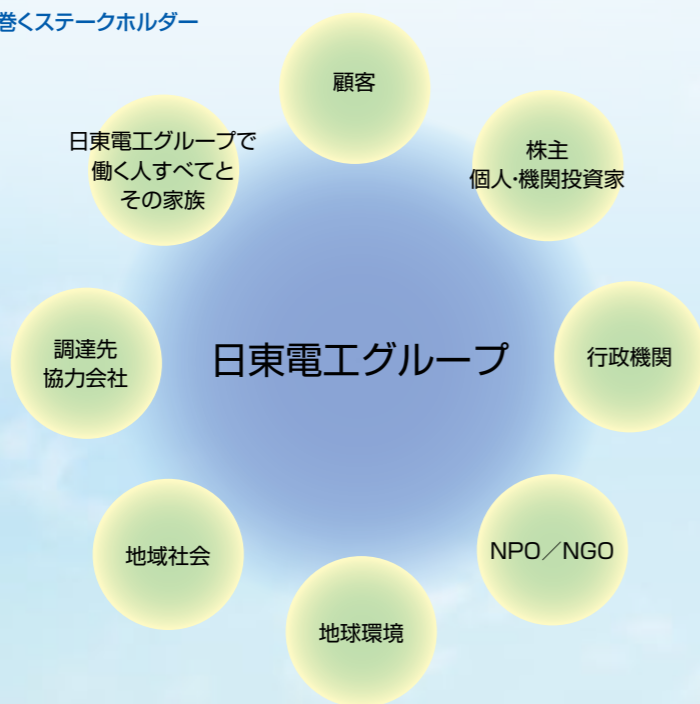 巻くステークホルダー
顧客
日東電工グループで
働く人すべてと
その家族
株主
個人・機関投資家
調達先
協力会社
日東電工グループ
行政機関
地域社会
NPO／NGO
地球環境